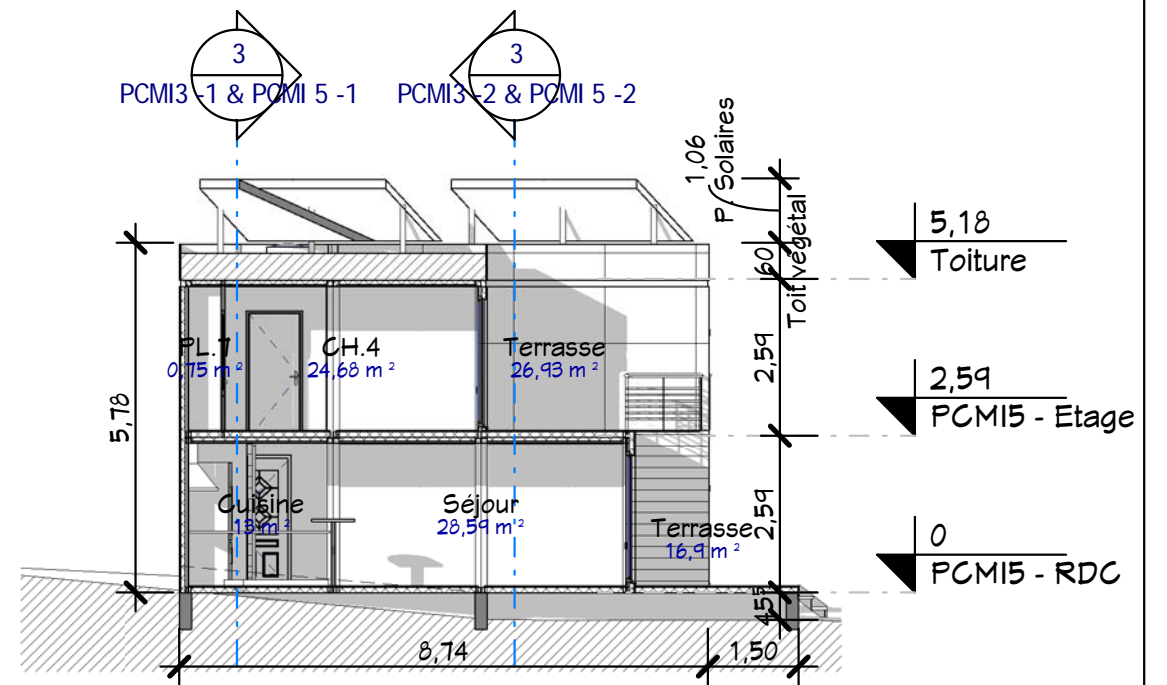 3
PCMI3 -1 & PCMI 5 -1
3
PCMI3 -2 & PCMI 5 -2
1,06
P. Solaires
5,18
Toiture
60
Toit végétal
PL.7
0,75 m²
CH.4
24,68 m²
Terrasse
26,93 m²
2,59
2,59
PCMI5 - Etage
5,78
Cuisine
13 m²
Séjour
28,59 m²
Terrasse
16,9 m²
2,59
0
PCMI5 - RDC
45⁵
8,74
1,50